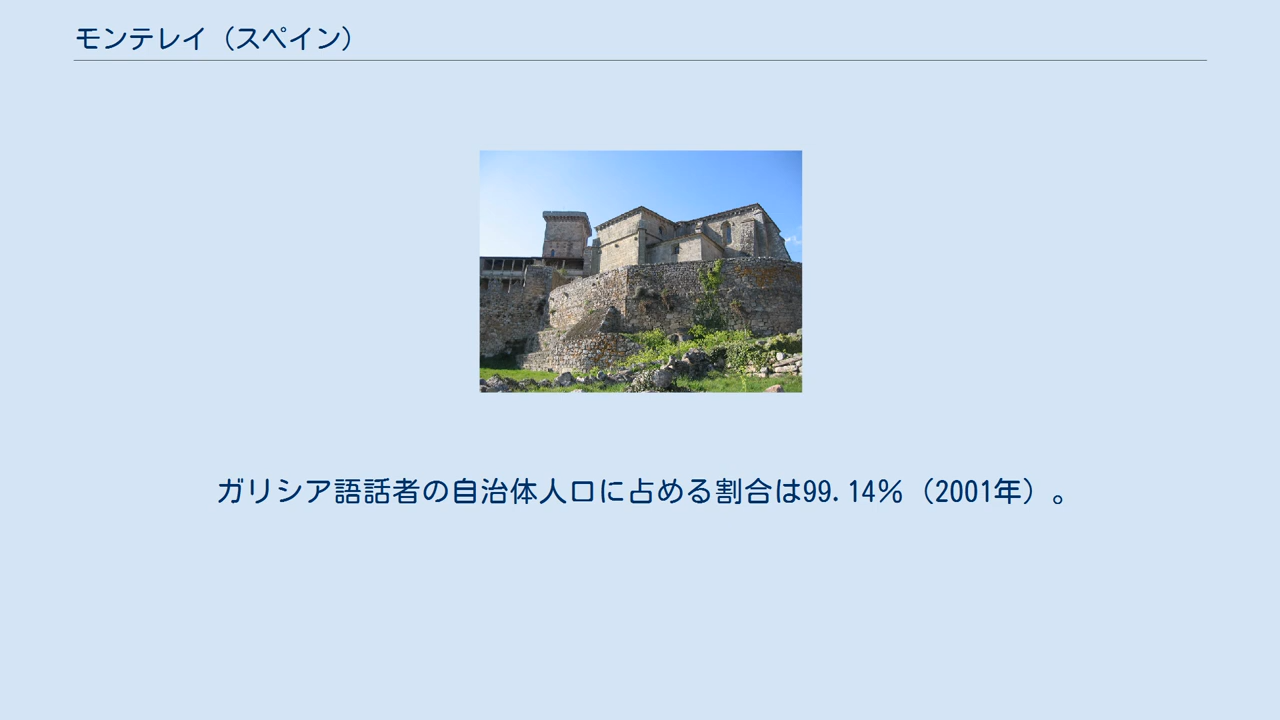 モンテレイ（スペイン）
ガリシア語話者の自治体人口に占める割合は99.14%（2001年）。